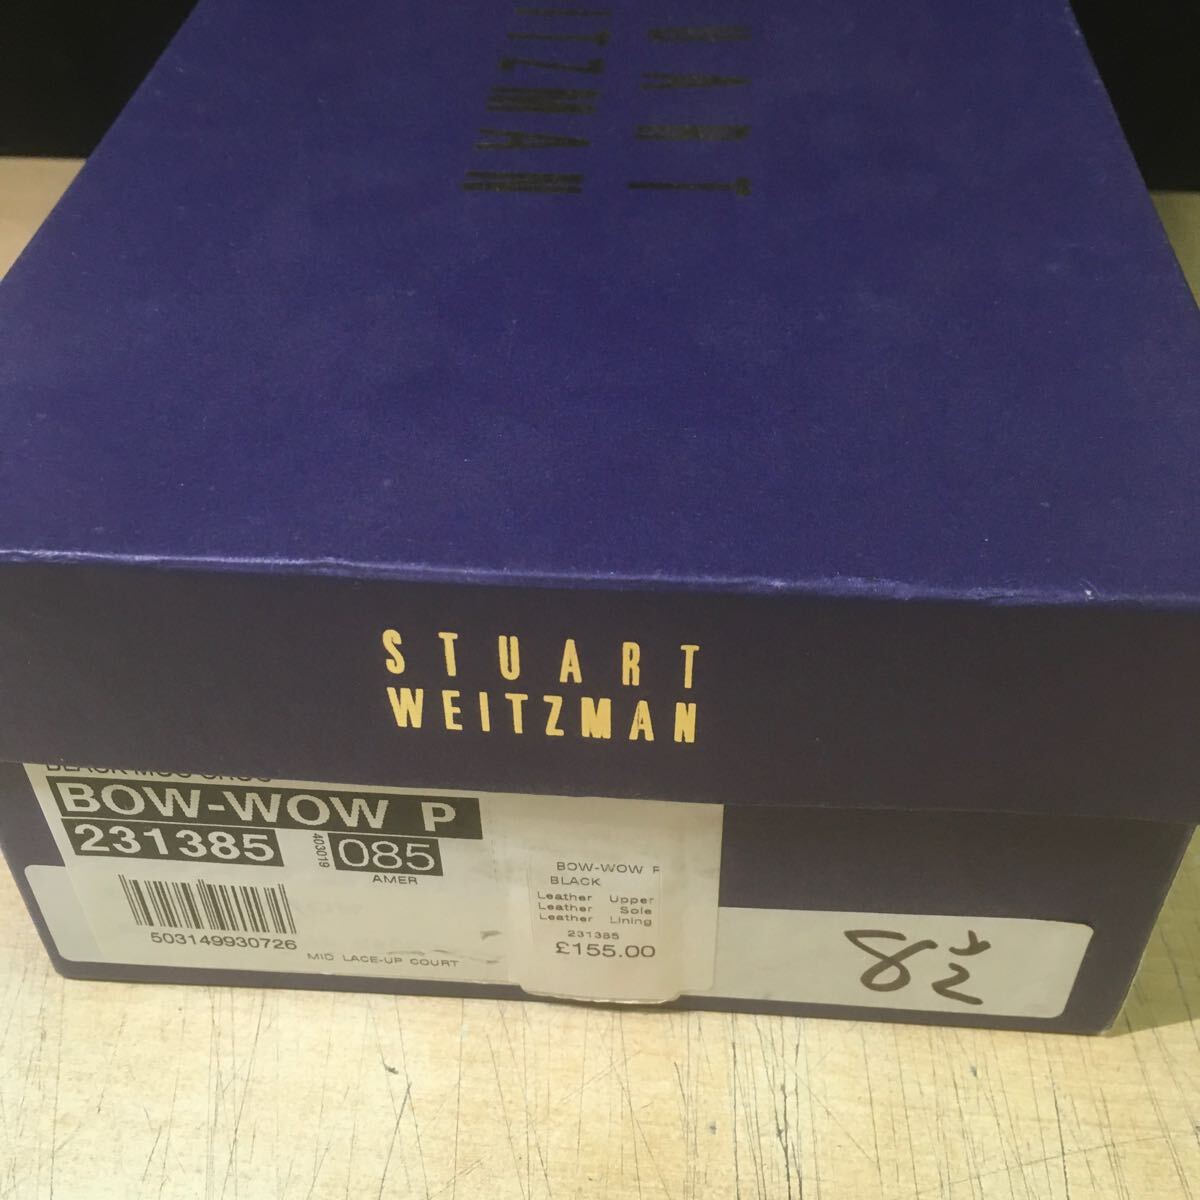 STUART
WEITZMAN
BOW-WOW P
231385
403019
085
AMER
503149930726
MID LACE-UP COURT
BOW-WOW P
BLACK
Leather Upper
Leather Sole
Leather Lining
231385
£155.00
8½